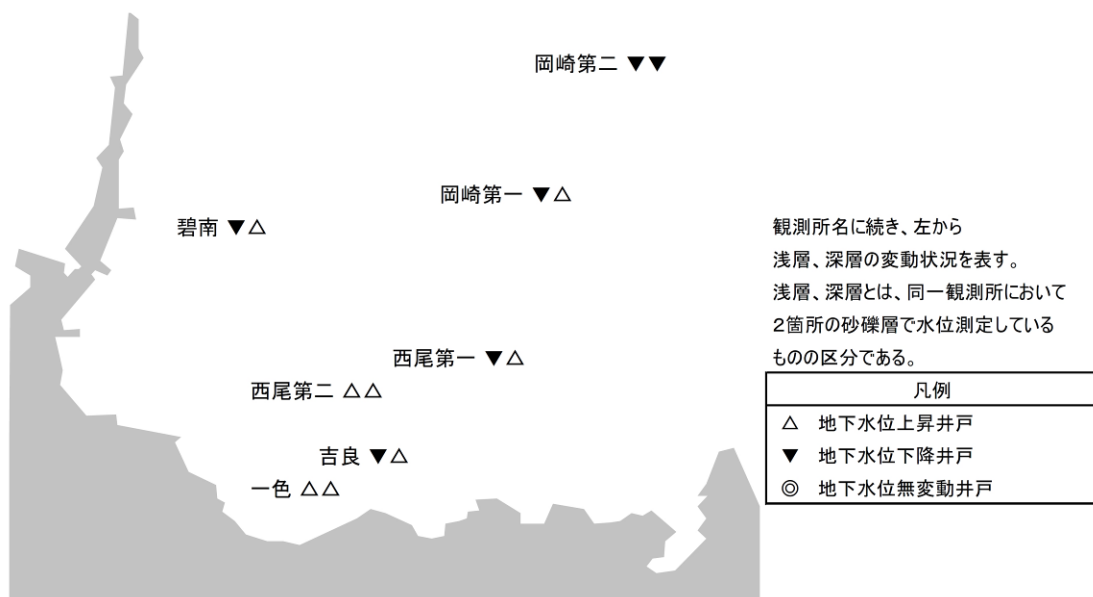 岡崎第二 ▼▼
岡崎第一 ▼△
碧南 ▼△
観測所名に続き、左から
浅層、深層の変動状況を表す。
浅層、深層とは、同一観測所において
2箇所の砂礫層で水位測定している
ものの区分である。
西尾第一 ▼△
西尾第二 △△
吉良 ▼△
一色 △△
凡例
△ 地下水位上昇井戸
▼ 地下水位下降井戸
◎ 地下水位無変動井戸